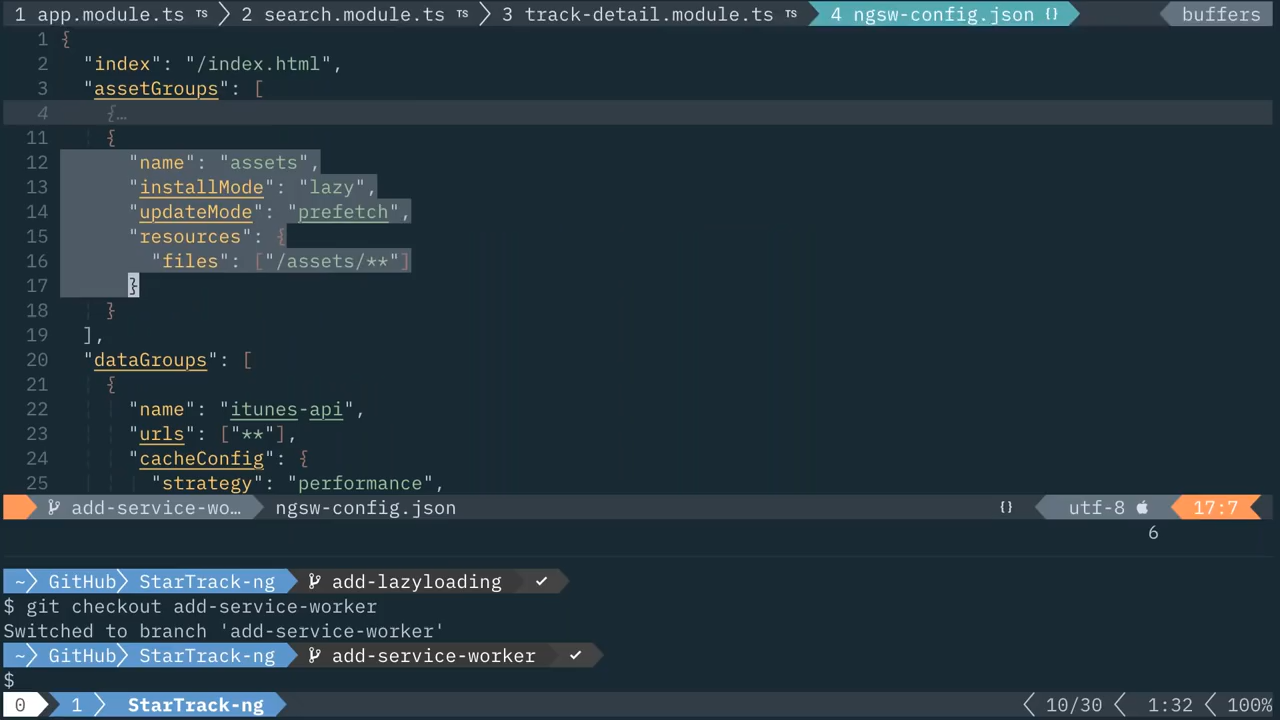 1 app.module.ts TS 2 search.module.ts TS 3 track-detail.module.ts TS 4 ngsw-config.json {} buffers
1 {
2 "index": "/index.html",
3 "assetGroups": [
4 {…
11 {
12 "name": "assets",
13 "installMode": "lazy",
14 "updateMode": "prefetch",
15 "resources": {
16 "files": ["/assets/**"]
17 }
18 }
19 ],
20 "dataGroups": [
21 {
22 "name": "itunes-api",
23 "urls": ["**"],
24 "cacheConfig": {
25 "strategy": "performance",
add-service-wo… ngsw-config.json {} utf-8 17:7
6
~ GitHub StarTrack-ng add-lazyloading ✓
$ git checkout add-service-worker
Switched to branch 'add-service-worker'
~ GitHub StarTrack-ng add-service-worker ✓
$
0 1 StarTrack-ng 10/30 1:32 100%